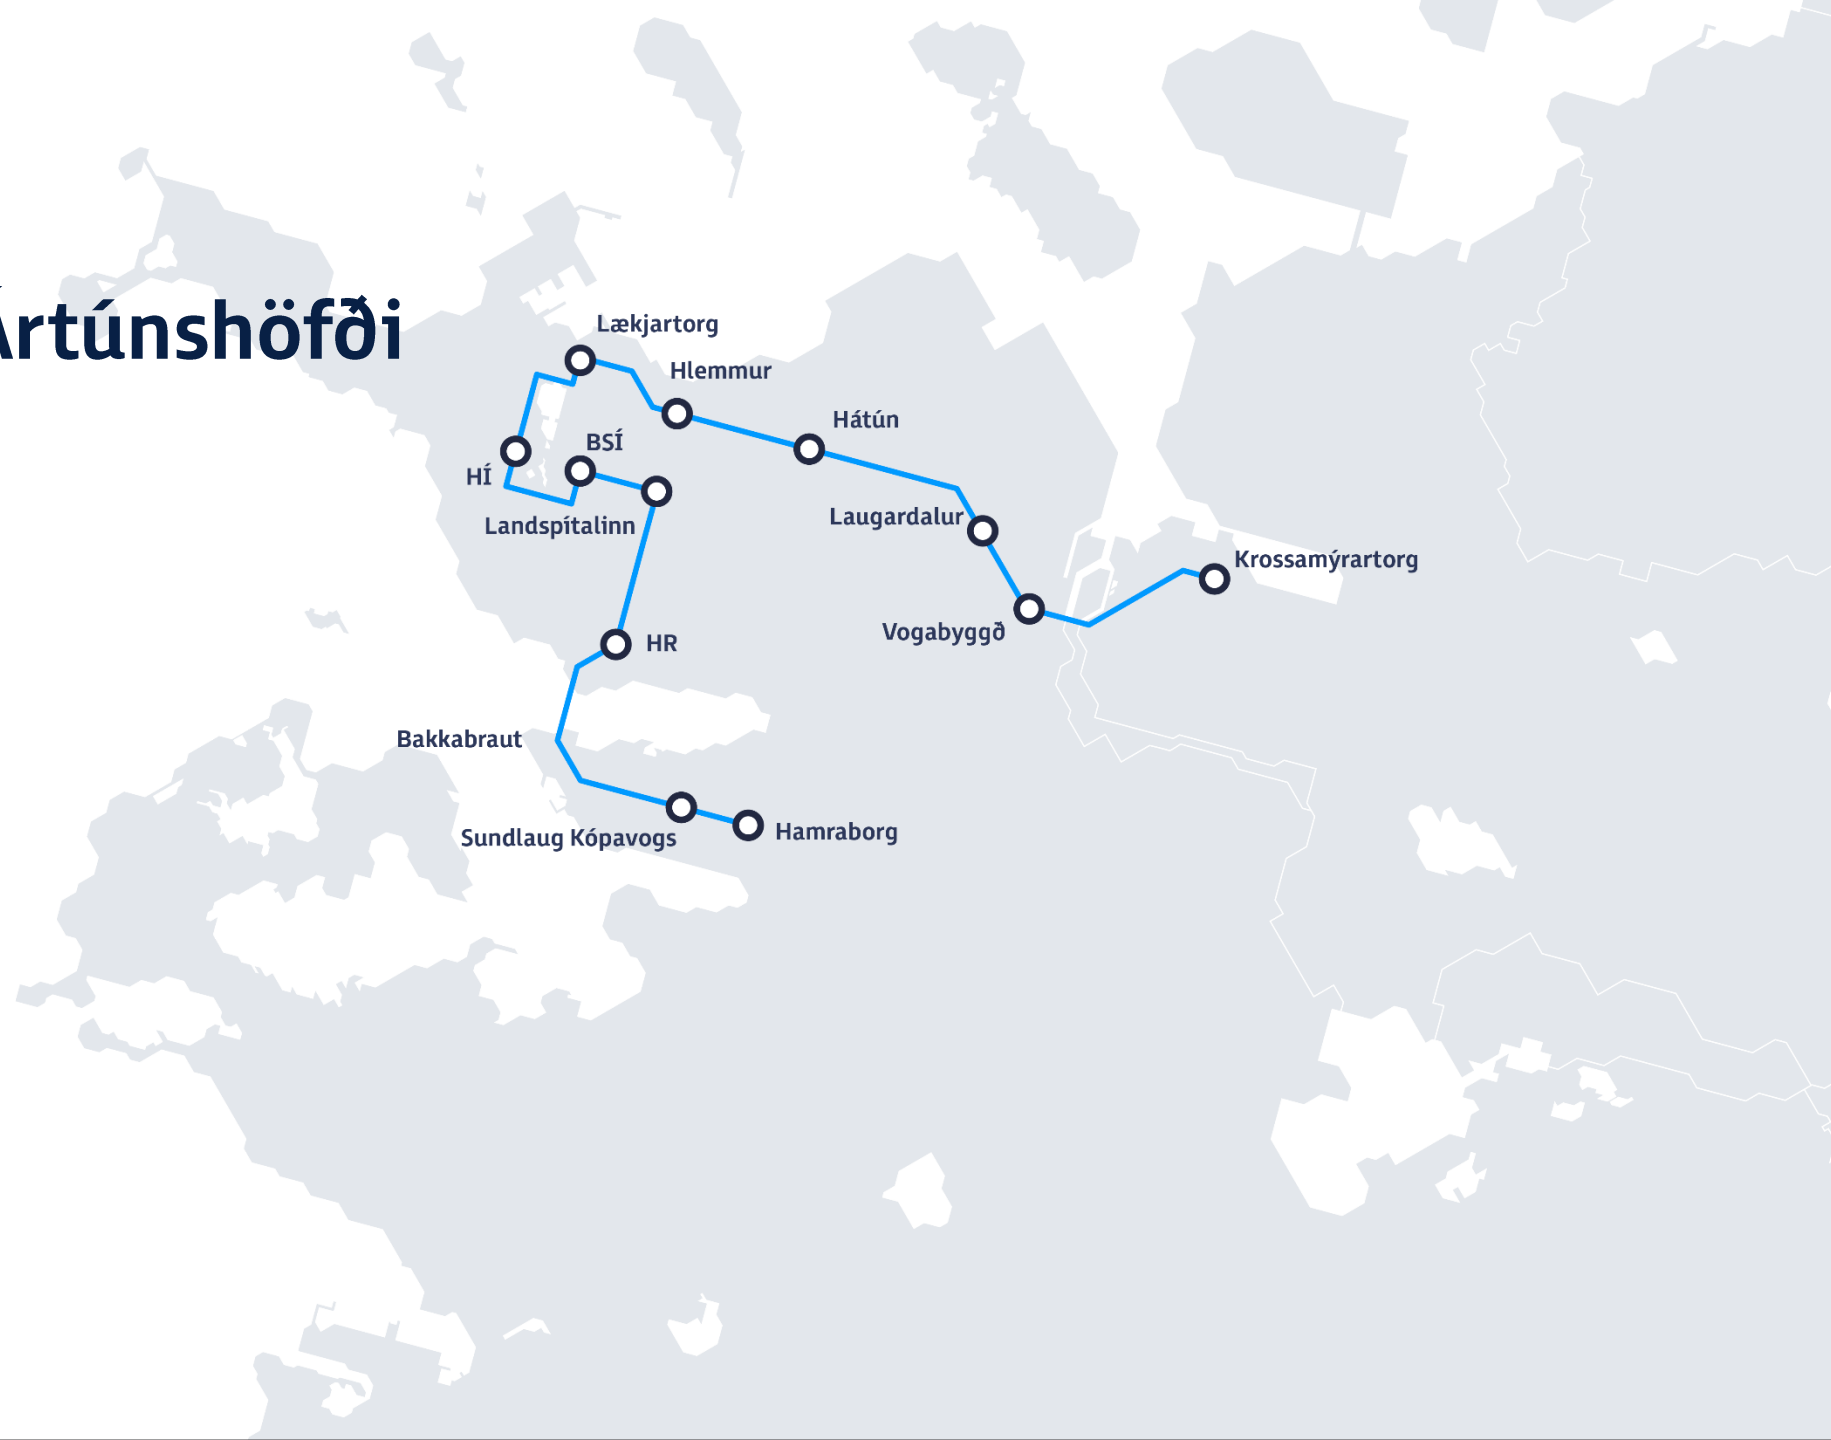 Ártúnshöfði
Lækjartorg
Hlemmur
Hátún
BSÍ
HÍ
Landspítalinn
Laugardalur
Krossamýrartorg
Vogabyggð
HR
Bakkabraut
Sundlaug Kópavogs
Hamraborg